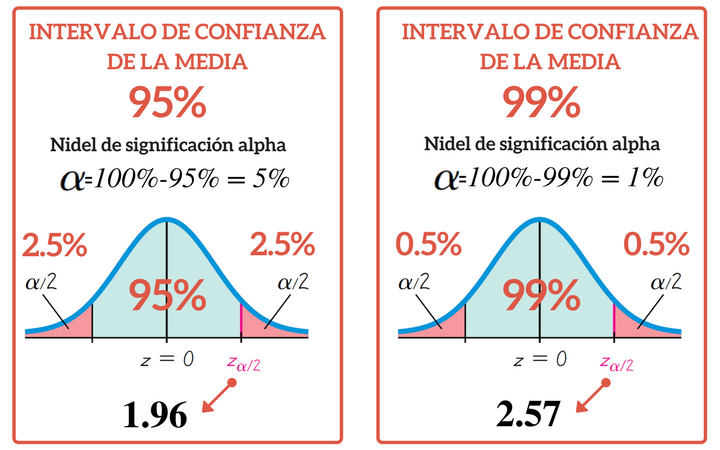 INTERVALO DE CONFIANZA
DE LA MEDIA
95%
Nidel de significación alpha
α=100%-95% = 5%
2.5%
2.5%
α/2
α/2
95%
z = 0
zα/2
1.96
INTERVALO DE CONFIANZA
DE LA MEDIA
99%
Nidel de significación alpha
α=100%-99% = 1%
0.5%
0.5%
α/2
α/2
99%
z = 0
zα/2
2.57